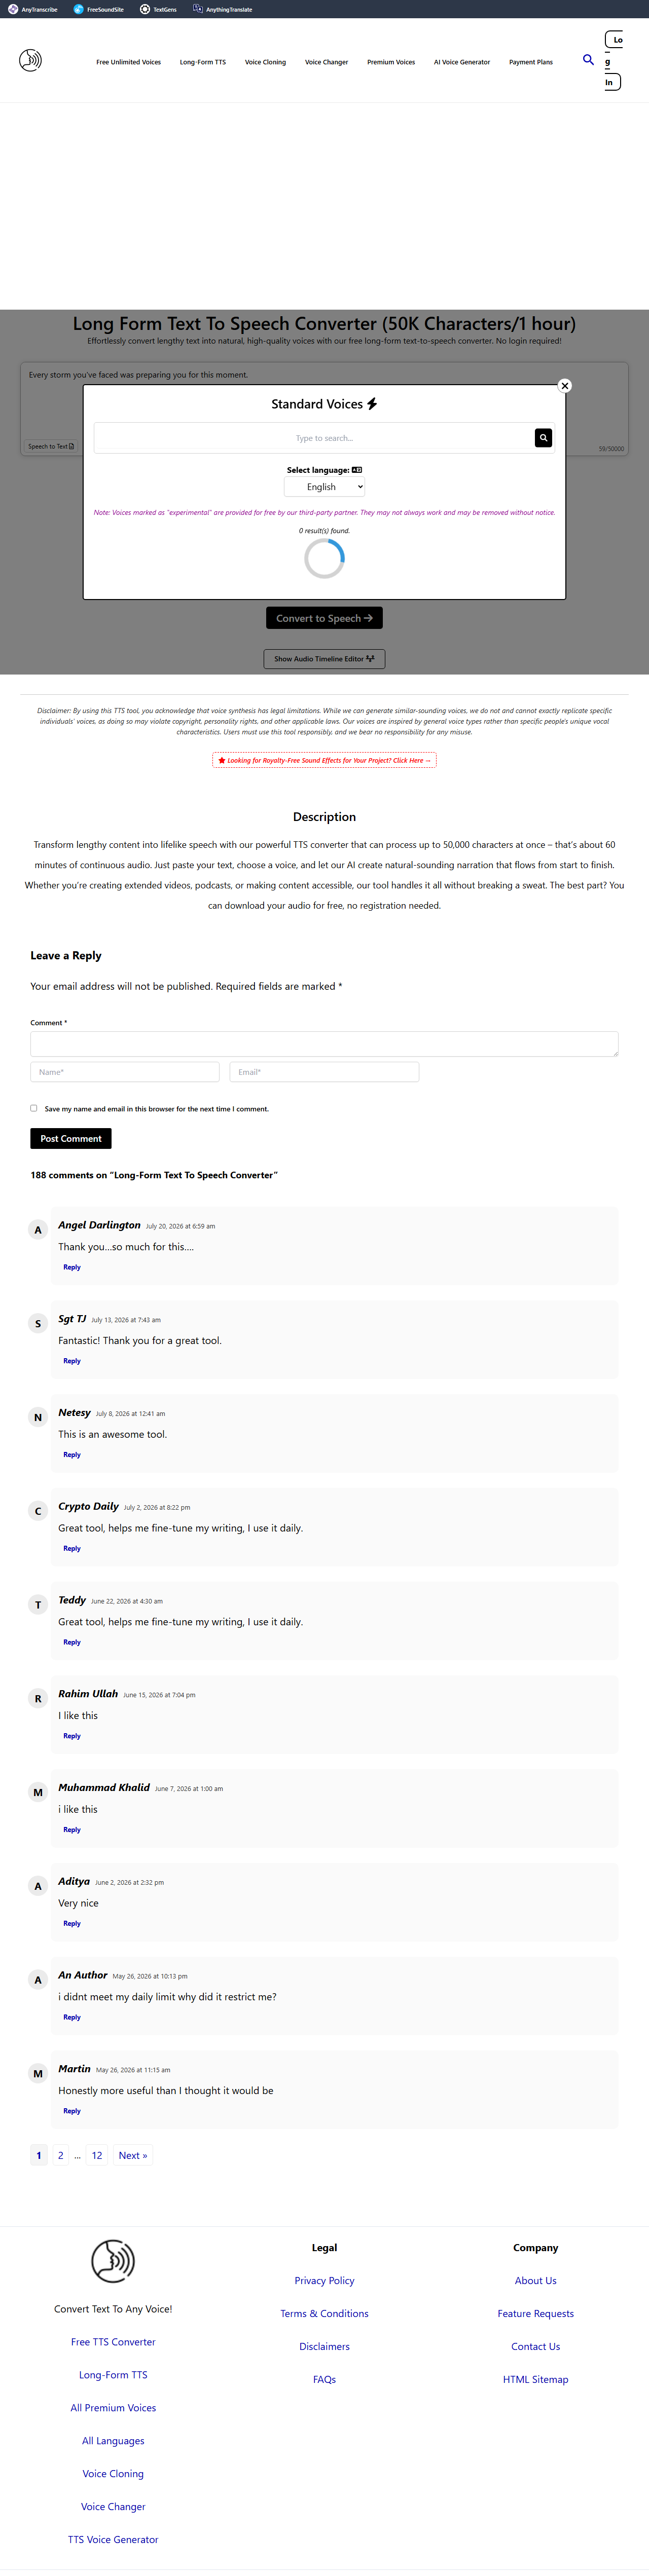 AnyTranscribe
FreeSoundSite
TextGens
AnythingTranslate
Free Unlimited Voices
Long-Form TTS
Voice Cloning
Voice Changer
Premium Voices
AI Voice Generator
Payment Plans
Lo
g
In
Long Form Text To Speech Converter (50K Characters/1 hour)
Effortlessly convert lengthy text into natural, high-quality voices with our free long-form text-to-speech converter. No login required!
Every storm you've faced was preparing you for this moment.
Standard Voices
Type to search...
Speech to Text
59/50000
Select language:
English
Note: Voices marked as "experimental" are provided for free by our third-party partner. They may not always work and may be removed without notice.
0 result(s) found.
Convert to Speech
Show Audio Timeline Editor
Disclaimer: By using this TTS tool, you acknowledge that voice synthesis has legal limitations. While we can generate similar-sounding voices, we do not and cannot exactly replicate specific
individuals' voices, as doing so may violate copyright, personality rights, and other applicable laws. Our voices are inspired by general voice types rather than specific people's unique vocal
characteristics. Users must use this tool responsibly, and we bear no responsibility for any misuse.
Looking for Royalty-Free Sound Effects for Your Project? Click Here →
Description
Transform lengthy content into lifelike speech with our powerful TTS converter that can process up to 50,000 characters at once – that's about 60
minutes of continuous audio. Just paste your text, choose a voice, and let our AI create natural-sounding narration that flows from start to finish.
Whether you're creating extended videos, podcasts, or making content accessible, our tool handles it all without breaking a sweat. The best part? You
can download your audio for free, no registration needed.
Leave a Reply
Your email address will not be published. Required fields are marked *
Comment *
Name*
Email*
Save my name and email in this browser for the next time I comment.
Post Comment
188 comments on “Long-Form Text To Speech Converter”
A
Angel Darlington July 20, 2026 at 6:59 am
Thank you...so much for this....
Reply
S
Sgt TJ July 13, 2026 at 7:43 am
Fantastic! Thank you for a great tool.
Reply
N
Netesy July 8, 2026 at 12:41 am
This is an awesome tool.
Reply
C
Crypto Daily July 2, 2026 at 8:22 pm
Great tool, helps me fine-tune my writing, I use it daily.
Reply
T
Teddy June 22, 2026 at 4:30 am
Great tool, helps me fine-tune my writing, I use it daily.
Reply
R
Rahim Ullah June 15, 2026 at 7:04 pm
I like this
Reply
M
Muhammad Khalid June 7, 2026 at 1:00 am
i like this
Reply
A
Aditya June 2, 2026 at 2:32 pm
Very nice
Reply
A
An Author May 26, 2026 at 10:13 pm
i didnt meet my daily limit why did it restrict me?
Reply
M
Martin May 26, 2026 at 11:15 am
Honestly more useful than I thought it would be
Reply
1 2 ... 12 Next »
Convert Text To Any Voice!
Free TTS Converter
Long-Form TTS
All Premium Voices
All Languages
Voice Cloning
Voice Changer
TTS Voice Generator
Legal
Privacy Policy
Terms & Conditions
Disclaimers
FAQs
Company
About Us
Feature Requests
Contact Us
HTML Sitemap